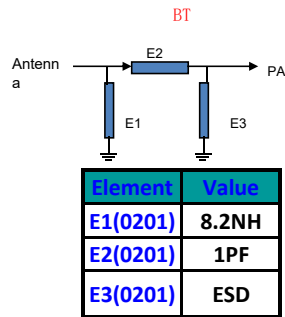 BT
E2
Antenn
a
PA
E1
E3
Element Value
E1(0201) 8.2NH
E2(0201) 1PF
E3(0201) ESD